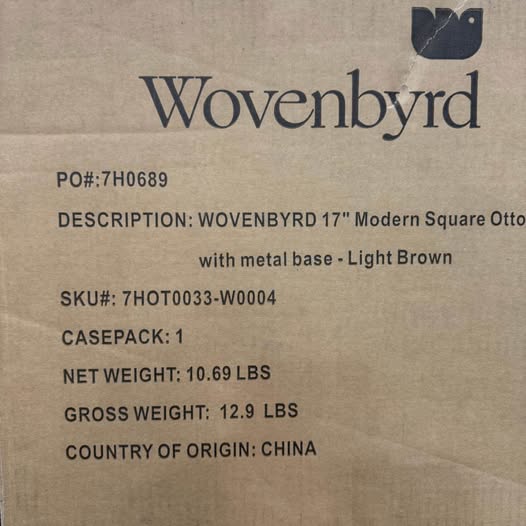 Wovenbyrd
PO#:7H0689
DESCRIPTION: WOVENBYRD 17" Modern Square Otto
with metal base - Light Brown
SKU#: 7HOT0033-W0004
CASEPACK: 1
NET WEIGHT: 10.69 LBS
GROSS WEIGHT: 12.9 LBS
COUNTRY OF ORIGIN: CHINA